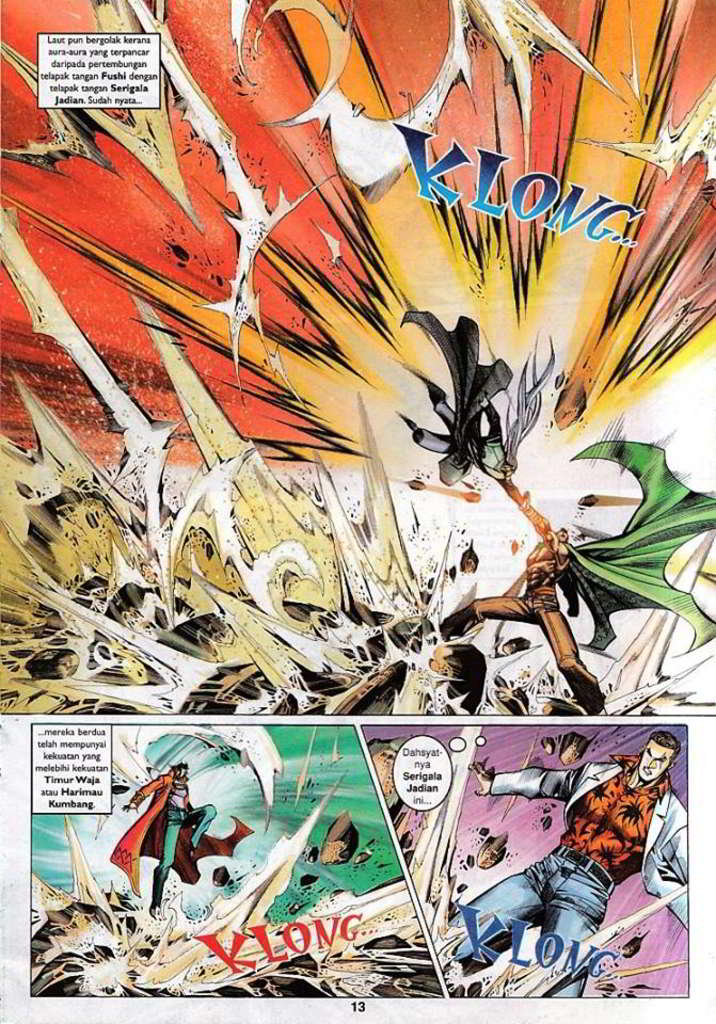 Laut pun bergolak kerana
aura-aura yang terpancar
daripada pertembungan
telapak tangan Fushi dengan
telapak tangan Serigala
Jadian. Sudah nyata...
KLONG...
...mereka berdua
telah mempunyai
kekuatan yang
melebihi kekuatan
Timur Waja
atau Harimau
Kumbang.
KLONG...
Dahsyat-
nya
Serigala
Jadian
ini...
KLONG
13